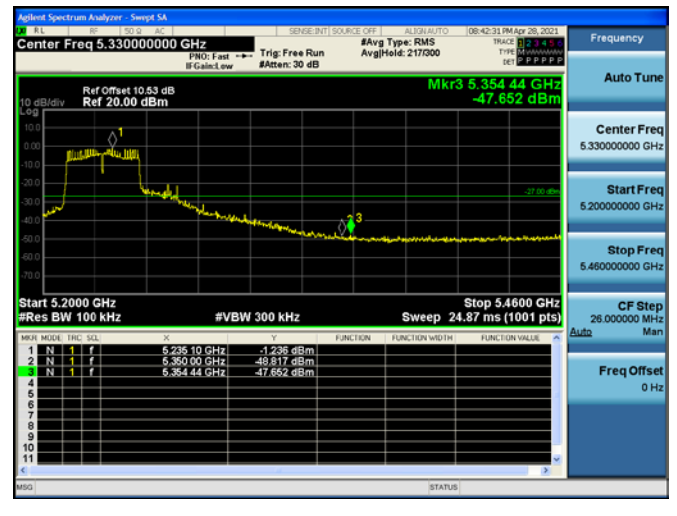 Agilent Spectrum Analyzer - Swept SA
RL RF 50 Ω AC SENSE:INT SOURCE OFF ALIGN AUTO 08:42:31 PM Apr 28, 2021
Center Freq 5.330000000 GHz
PNO: Fast
IFGain:Low
Trig: Free Run
#Atten: 30 dB
#Avg Type: RMS
Avg|Hold: 217/300
TRACE 1 2 3 4 5 6
TYPE M
DET P P P P P P
Ref Offset 10.53 dB
10 dB/div Ref 20.00 dBm
Log
Mkr3 5.354 44 GHz
-47.652 dBm
10.0
0.00
-10.0
-20.0
-30.0
-40.0
-50.0
-60.0
-70.0
1
-27.00 dBm
2 3
Start 5.2000 GHz Stop 5.4600 GHz
#Res BW 100 kHz #VBW 300 kHz Sweep 24.87 ms (1001 pts)
MKR MODE TRC SCL X Y FUNCTION FUNCTION WIDTH FUNCTION VALUE
1 N 1 f 5.235 10 GHz -1.236 dBm
2 N 1 f 5.350 00 GHz -48.817 dBm
3 N 1 f 5.354 44 GHz -47.652 dBm
4
5
6
7
8
9
10
11
MSG STATUS
Frequency
Auto Tune
Center Freq
5.330000000 GHz
Start Freq
5.200000000 GHz
Stop Freq
5.460000000 GHz
CF Step
26.000000 MHz
Auto Man
Freq Offset
0 Hz